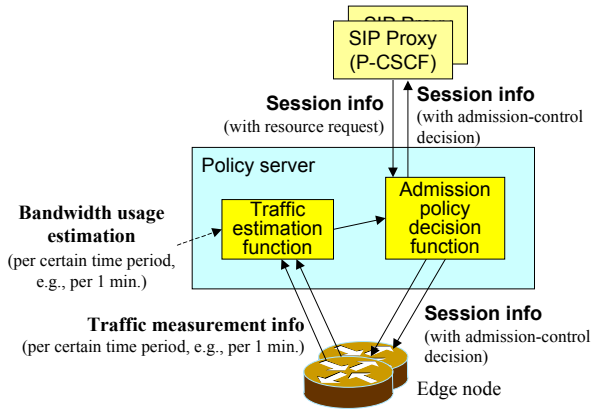 SIP Proxy
SIP Proxy
(P-CSCF)
Session info
(with resource request)
Session info
(with admission-control
decision)
Policy server
Traffic
estimation
function
Admission
policy
decision
function
Bandwidth usage
estimation
(per certain time period,
e.g., per 1 min.)
Traffic measurement info
(per certain time period, e.g., per 1 min.)
Session info
(with admission-control
decision)
Edge node